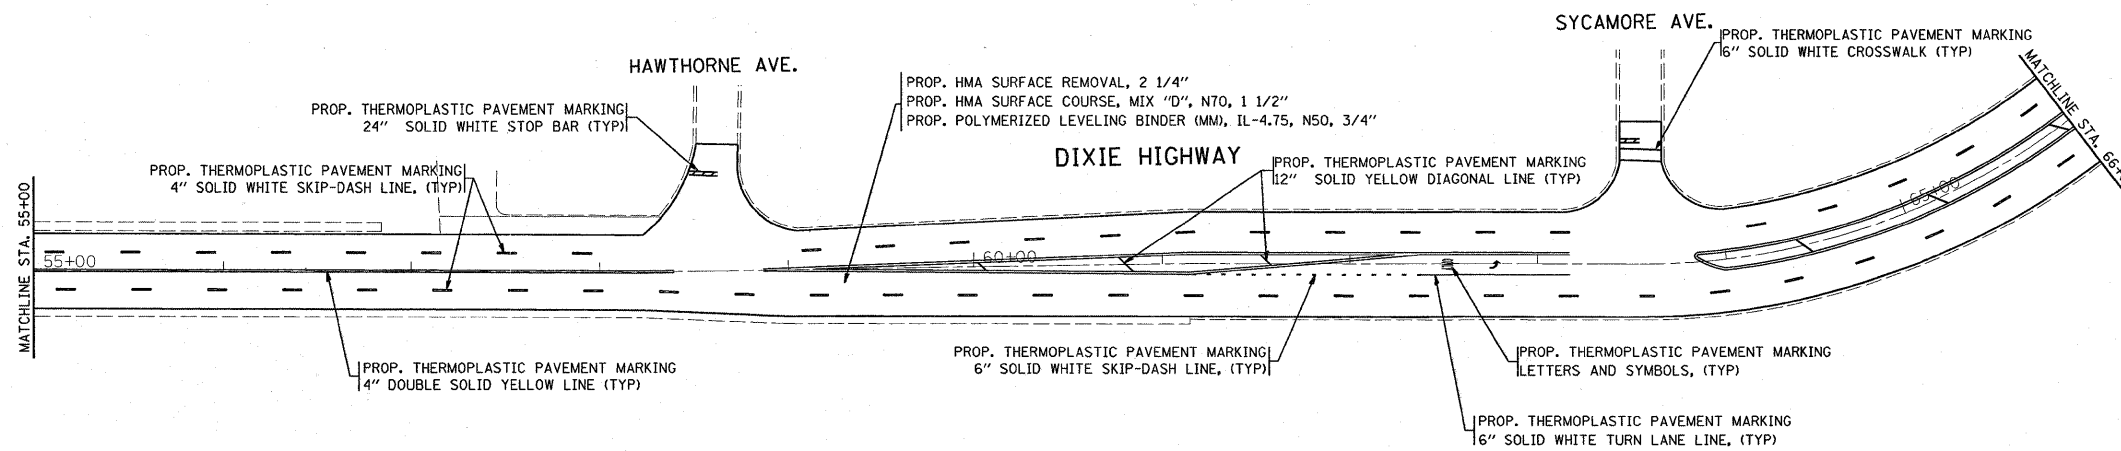 SYCAMORE AVE.
PROP. THERMOPLASTIC PAVEMENT MARKING
6" SOLID WHITE CROSSWALK (TYP)
HAWTHORNE AVE.
PROP. HMA SURFACE REMOVAL, 2 1/4"
PROP. HMA SURFACE COURSE, MIX "D", N70, 1 1/2"
PROP. POLYMERIZED LEVELING BINDER (MM), IL-4.75, N50, 3/4"
PROP. THERMOPLASTIC PAVEMENT MARKING
24" SOLID WHITE STOP BAR (TYP)
MATCHLINE STA. 66+
DIXIE HIGHWAY
PROP. THERMOPLASTIC PAVEMENT MARKING
12" SOLID YELLOW DIAGONAL LINE (TYP)
PROP. THERMOPLASTIC PAVEMENT MARKING
4" SOLID WHITE SKIP-DASH LINE, (TYP)
MATCHLINE STA. 55+00
55+00
60+00
65+00
PROP. THERMOPLASTIC PAVEMENT MARKING
4" DOUBLE SOLID YELLOW LINE (TYP)
PROP. THERMOPLASTIC PAVEMENT MARKING
6" SOLID WHITE SKIP-DASH LINE, (TYP)
PROP. THERMOPLASTIC PAVEMENT MARKING
LETTERS AND SYMBOLS, (TYP)
PROP. THERMOPLASTIC PAVEMENT MARKING
6" SOLID WHITE TURN LANE LINE, (TYP)